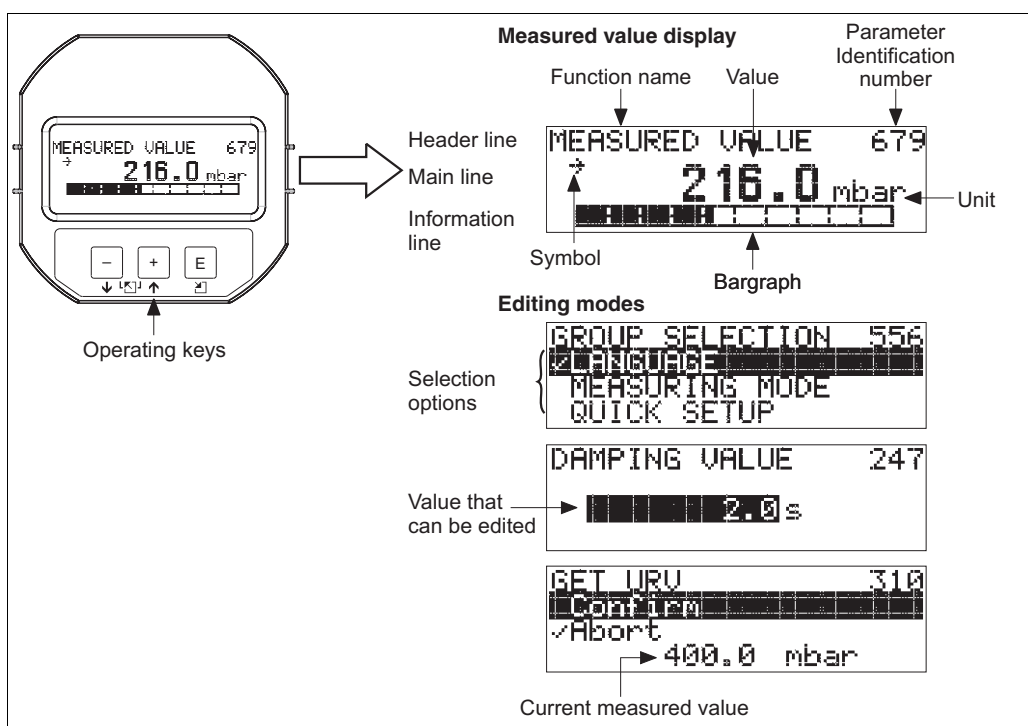 Measured value display
Function name
Value
Parameter
Identification
number
MEASURED VALUE 679
216.0 mbar
- + E
Operating keys
Header line
Main line
Information
line
MEASURED VALUE 679
216.0 mbar
Unit
Symbol
Bargraph
Editing modes
GROUP SELECTION 556
✓LANGUAGE
MEASURING MODE
QUICK SETUP
Selection
options
DAMPING VALUE 247
2.0 s
Value that
can be edited
GET URV 310
Confirm
✓Abort
400.0 mbar
Current measured value